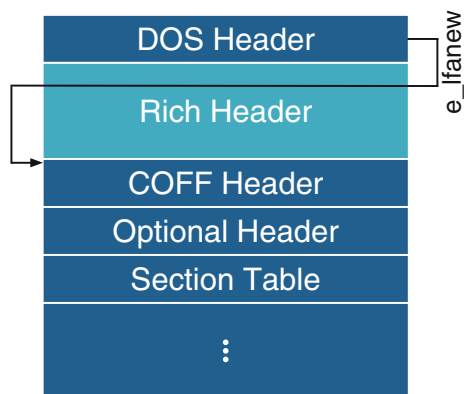 DOS Header
e_lfanew
Rich Header
COFF Header
Optional Header
Section Table